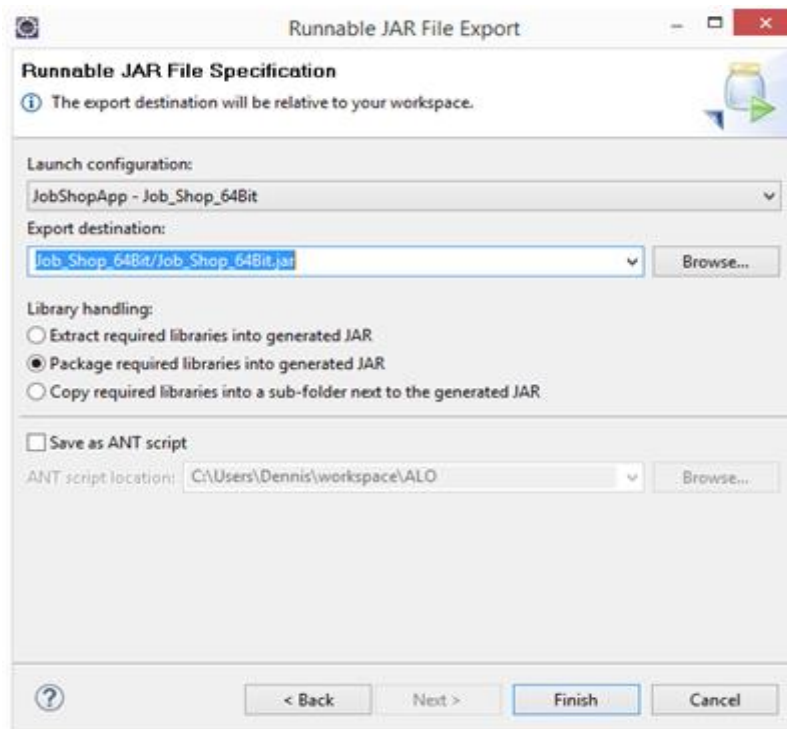 Runnable JAR File Export
Runnable JAR File Specification
The export destination will be relative to your workspace.
Launch configuration:
JobShopApp - Job_Shop_64Bit
Export destination:
Job_Shop_64Bit/Job_Shop_64Bit.jar
Browse...
Library handling:
Extract required libraries into generated JAR
Package required libraries into generated JAR
Copy required libraries into a sub-folder next to the generated JAR
Save as ANT script
ANT script location:
C:\Users\Dennis\workspace\ALO
Browse...
< Back
Next >
Finish
Cancel